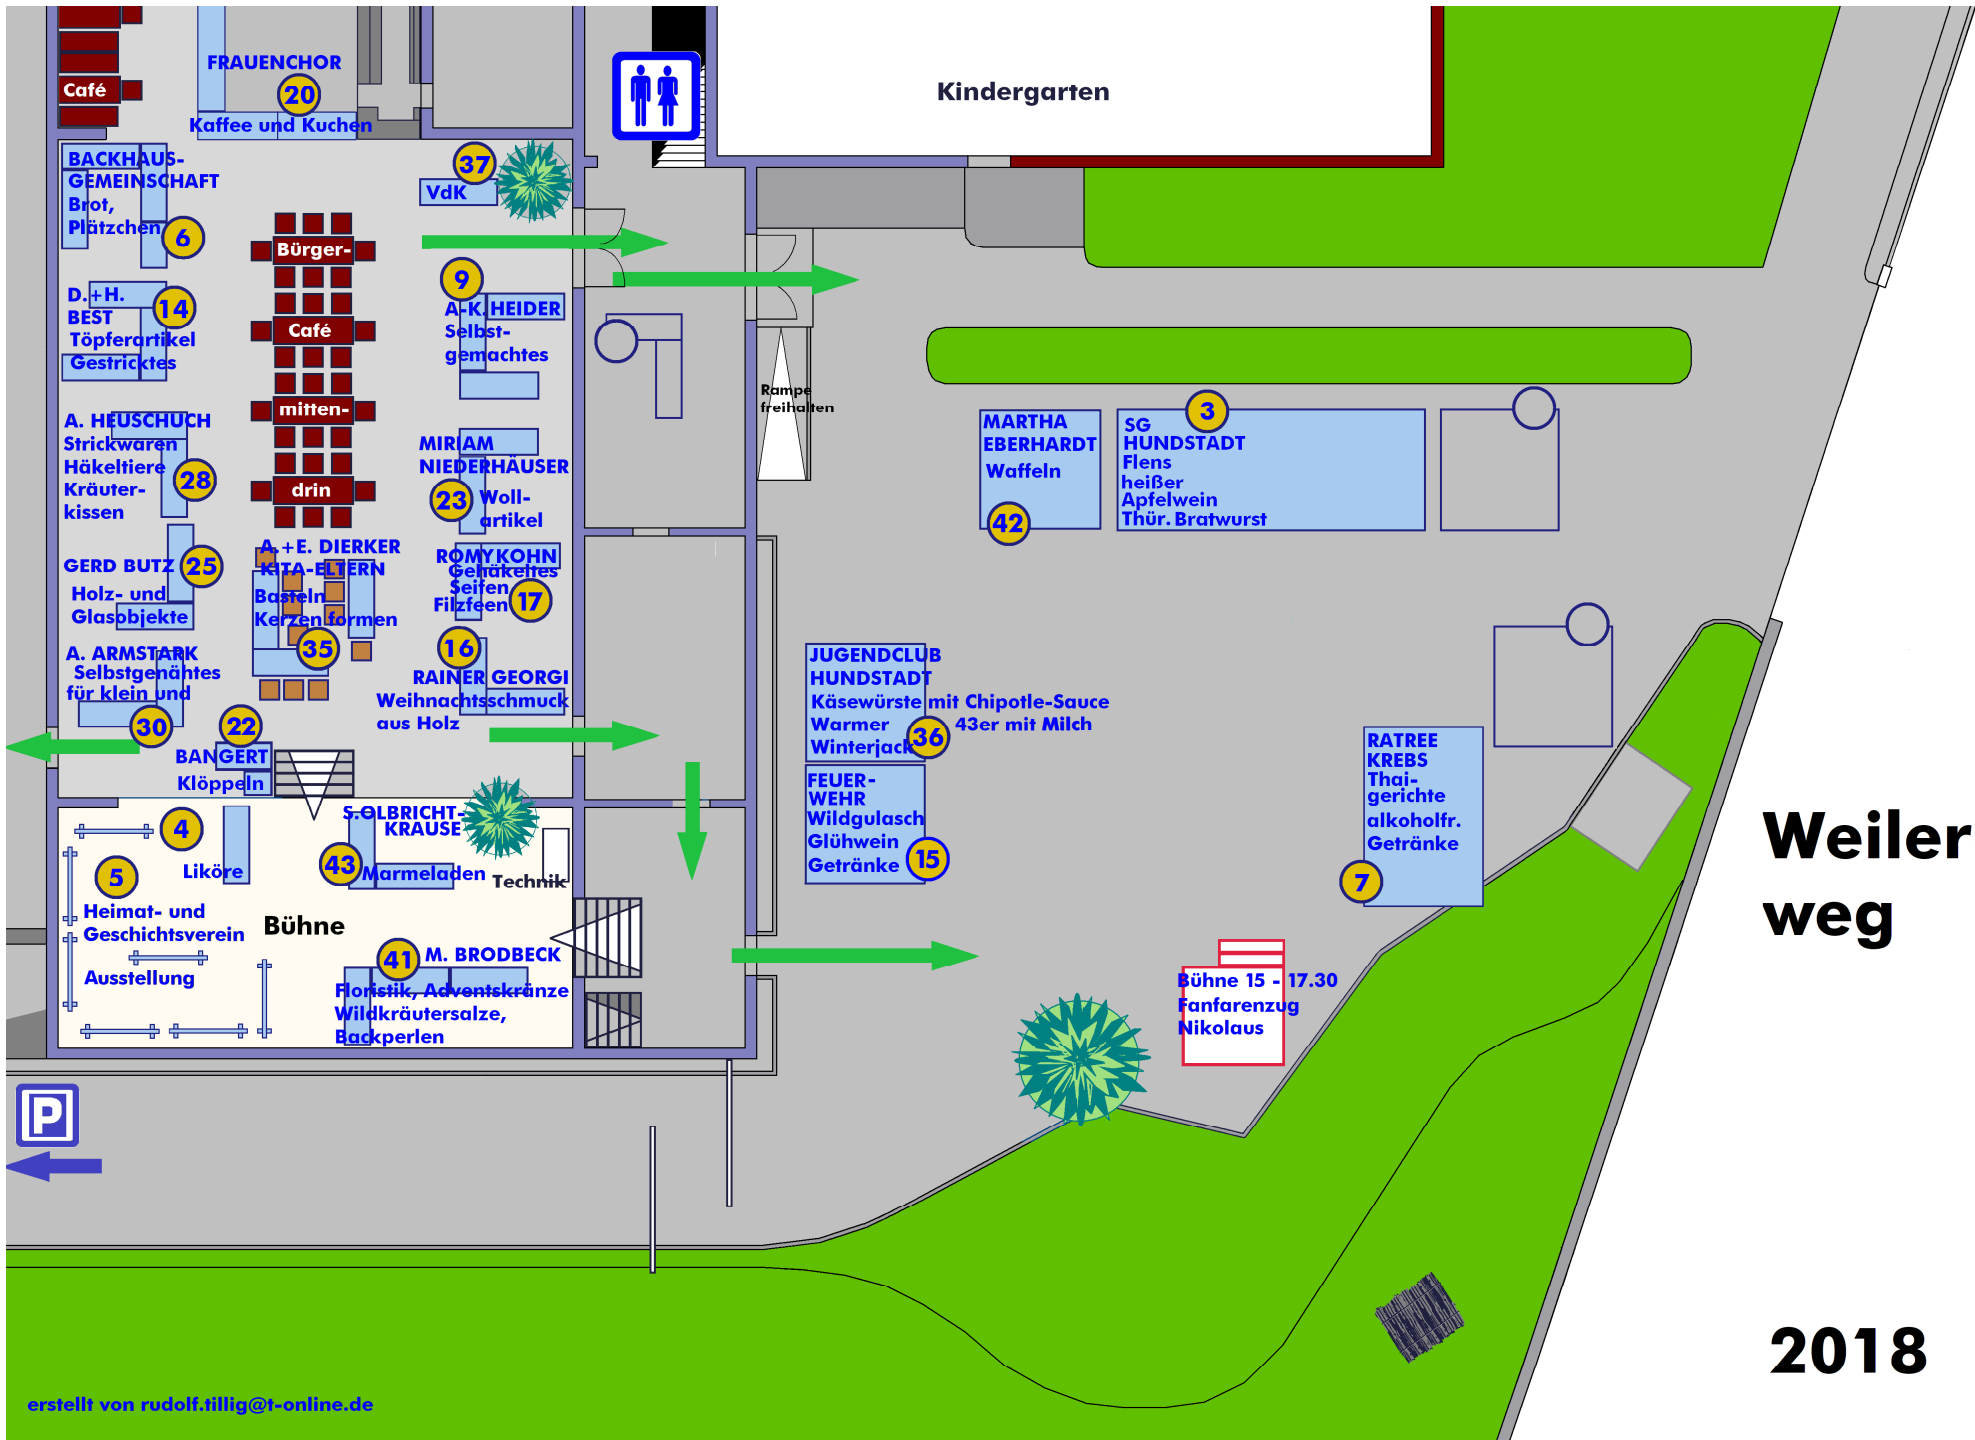 Café
FRAUENCHOR
20
Kaffee und Kuchen
BACKHAUS-
GEMEINSCHAFT
Brot,
Plätzchen
6
D.+H.
BEST
14
Töpferartikel
Gestricktes
A. HEUSCHUCH
Strickwaren
Häkeltiere
Kräuter-
kissen
28
GERD BUTZ
25
Holz- und
Glasobjekte
A. ARMSTARK
Selbstgenähtes
für klein und
30
22
BANGERT
Klöppeln
Bürger-
Café
mitten-
drin
A.+E. DIERKER
KITA-ELTERN
Basteln
Kerzen formen
35
37
VdK
9
A-K. HEIDER
Selbst-
gemachtes
MIRIAM
NIEDERHÄUSER
23
Woll-
artikel
ROMY KOHN
Gehäkeltes
Seifen
Filzfeen
17
16
RAINER GEORGI
Weihnachtsschmuck
aus Holz
4
Liköre
5
Heimat- und
Geschichtsverein
Ausstellung
Bühne
S.OLBRICHT-
KRAUSE
43
Marmeladen
Technik
41
M. BRODBECK
Floristik, Adventskränze
Wildkräutersalze,
Backperlen
P
Kindergarten
Rampe
freihalten
MARTHA
EBERHARDT
Waffeln
42
3
SG
HUNDSTADT
Flens
heißer
Apfelwein
Thür. Bratwurst
JUGENDCLUB
HUNDSTADT
Käsewürste mit Chipotle-Sauce
Warmer 43er mit Milch
Winterjack
36
FEUER-
WEHR
Wildgulasch
Glühwein
Getränke
15
RATREE
KREBS
Thai-
gerichte
alkoholfr.
Getränke
7
Bühne 15 - 17.30
Fanfarenzug
Nikolaus
Weiler
weg
2018
erstellt von rudolf.tillig@t-online.de